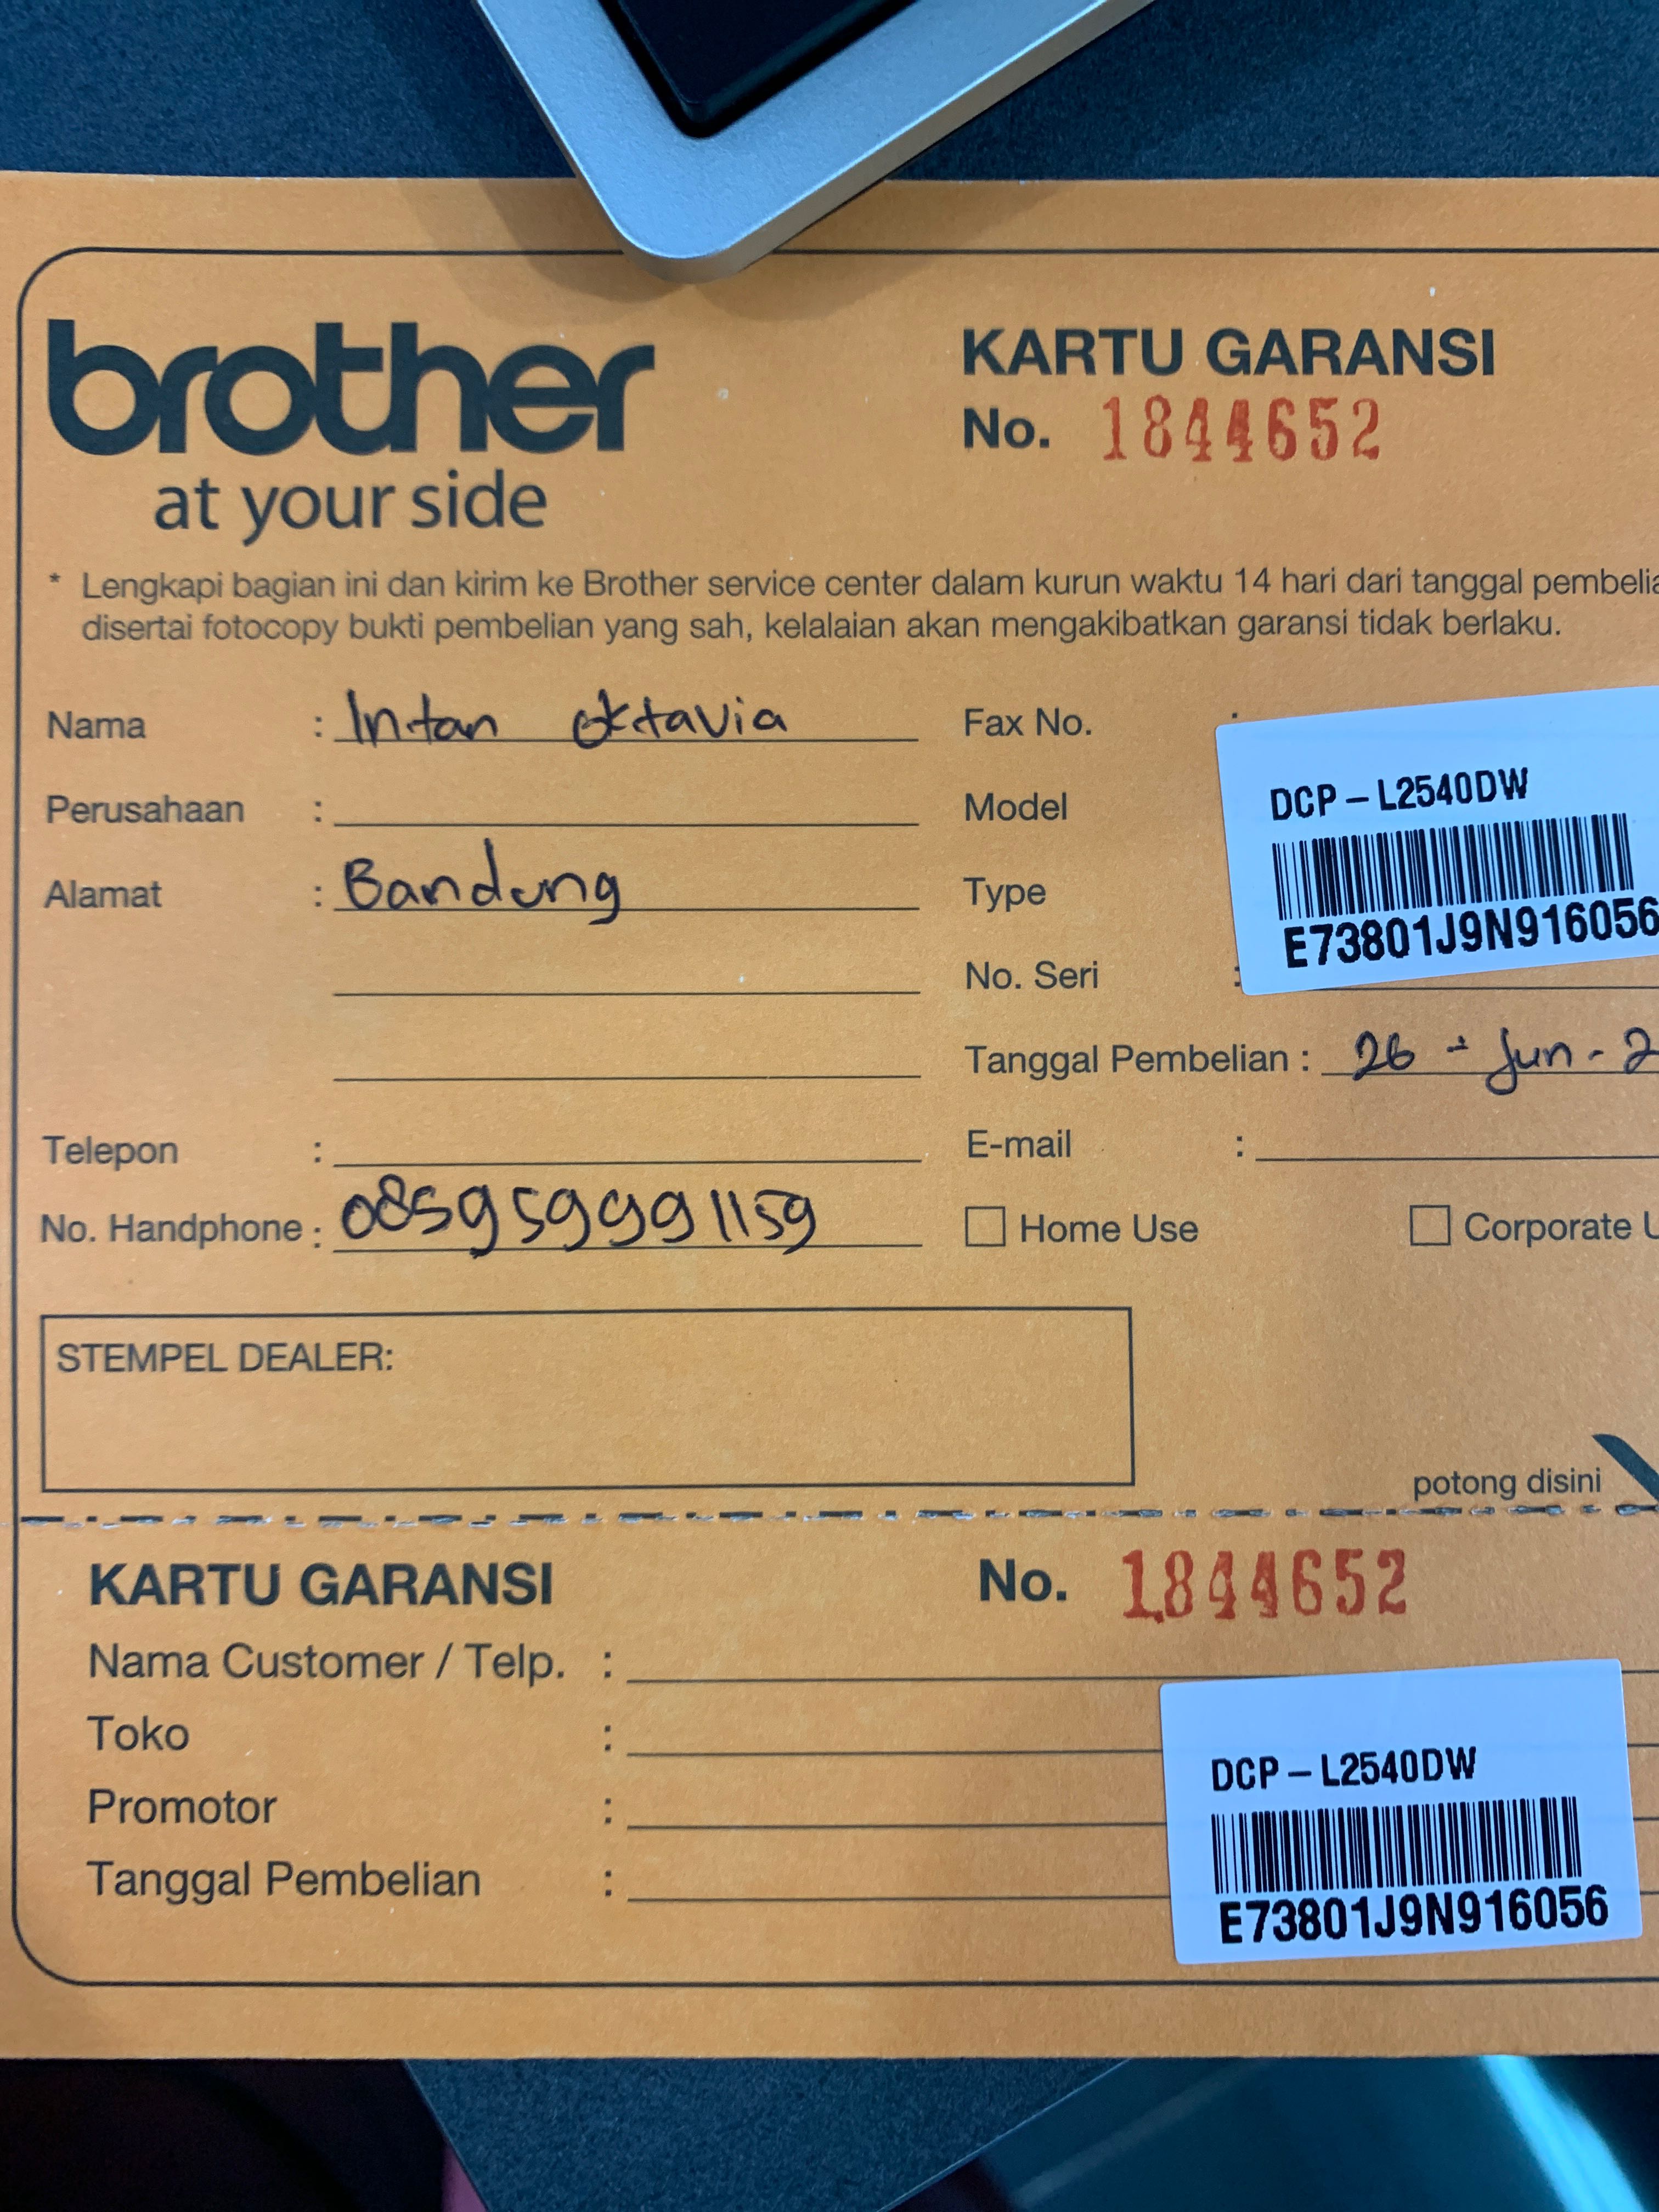 brother
at your side
KARTU GARANSI
No. 1844652
* Lengkapi bagian ini dan kirim ke Brother service center dalam kurun waktu 14 hari dari tanggal
disertai fotocopy bukti pembelian yang sah, kelalaian akan mengakibatkan garansi tidak berlaku.
Nama : Intan Oktavia
Perusahaan :
Alamat : Bandung
Telepon :
No. Handphone : 085959991159
Fax No. :
Model
Type
No. Seri :
DCP – L2540DW
E73801J9N916056
Tanggal Pembelian : 26 - Jun - 2
E-mail :
Home Use
Corporate
STEMPEL DEALER:
potong disini
KARTU GARANSI
No. 1844652
Nama Customer / Telp. :
Toko :
Promotor :
Tanggal Pembelian :
DCP – L2540DW
E73801J9N916056